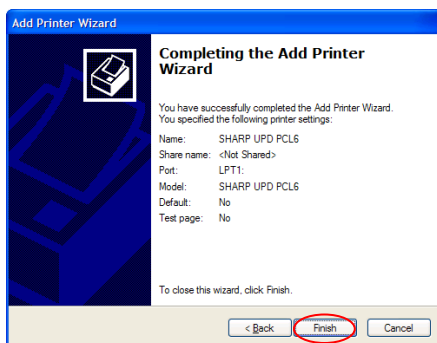 Add Printer Wizard
Completing the Add Printer
Wizard
You have successfully completed the Add Printer Wizard.
You specified the following printer settings:
Name: SHARP UPD PCL6
Share name: <Not Shared>
Port: LPT1:
Model: SHARP UPD PCL6
Default: No
Test page: No
To close this wizard, click Finish.
< Back Finish Cancel